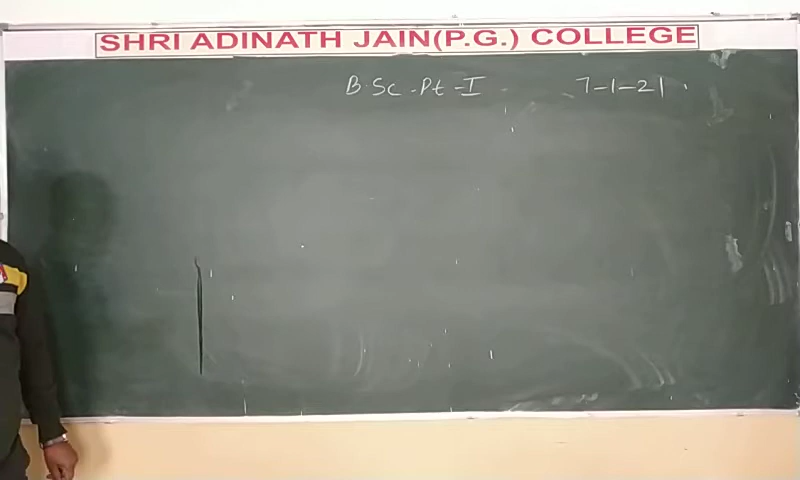 SHRI ADINATH JAIN(P.G.) COLLEGE
B.Sc-Pt-I 7-1-21